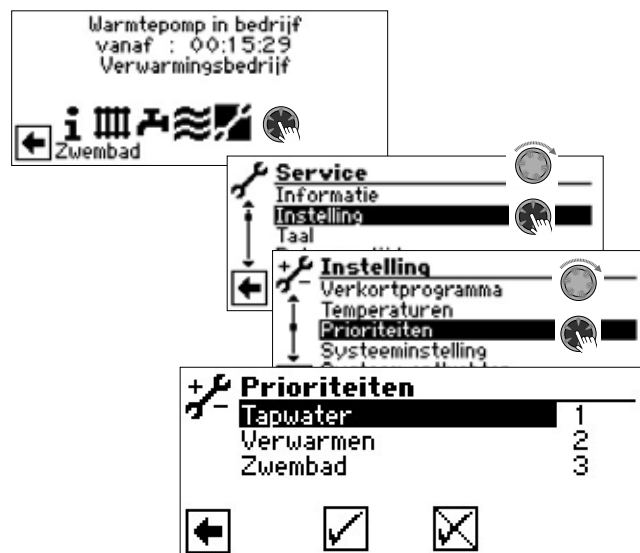 Warmtepomp in bedrijf
vanaf : 00:15:29
Verwarmingsbedrijf
Zwembad
Service
Informatie
Instelling
Taal
Instelling
Verkortprogramma
Temperaturen
Prioriteiten
Systeeminstelling
Prioriteiten
Tapwater 1
Verwarmen 2
Zwembad 3